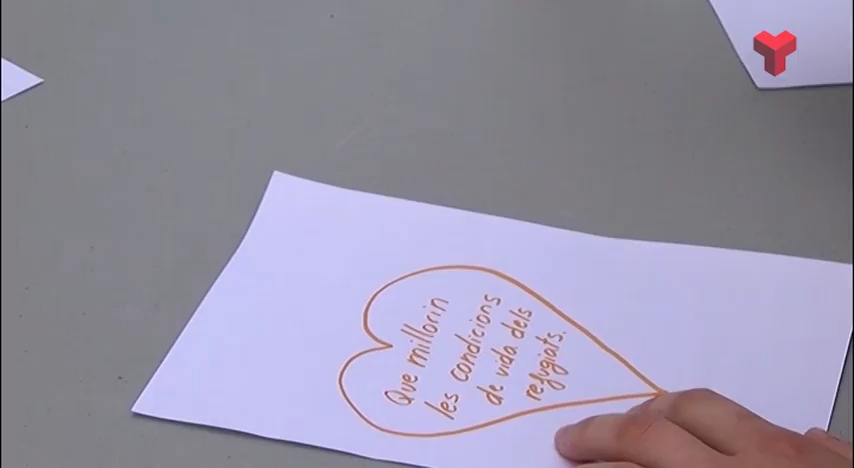 Que millorin
les condicions
de vida dels
refugiats.